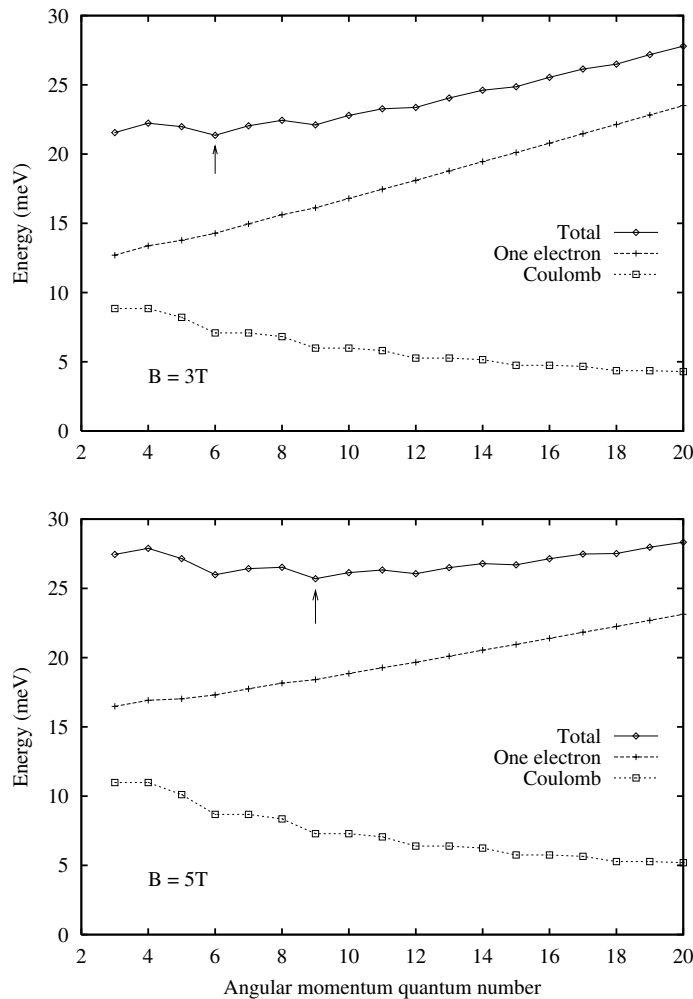 30
25
20
15
10
5
0
Energy (meV)
Total
One electron
Coulomb
B = 3T
2 4 6 8 10 12 14 16 18 20
30
25
20
15
10
5
0
Energy (meV)
Total
One electron
Coulomb
B = 5T
2 4 6 8 10 12 14 16 18 20
Angular momentum quantum number